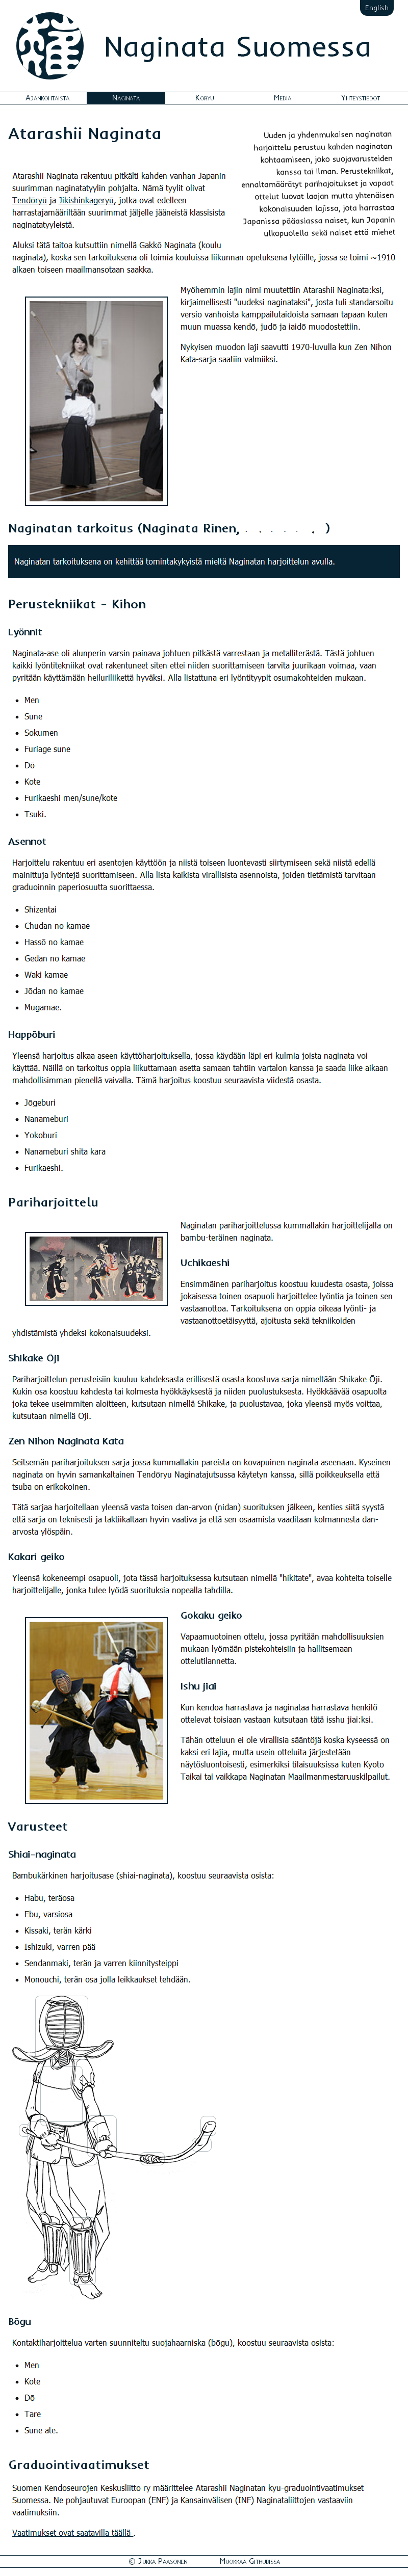 English
Naginata Suomessa
Ajankohtaista Naginata Koryu Media Yhteystiedot
Atarashii Naginata
Uuden ja yhdenmukaisen naginatan
harjoittelu perustuu kahden naginatan
kohtaamiseen, joko suojavarusteiden
kanssa tai ilman. Perustekniikat,
ennaltamäärätyt pariharjoitukset ja vapaat
ottelut luovat laajan mutta yhtenäisen
kokonaisuuden lajissa, jota harrastaa
Japanissa pääasiassa naiset, kun Japanin
ulkopuolella sekä naiset että miehet
Atarashii Naginata rakentuu pitkälti kahden vanhan Japanin
suurimman naginatatyylin pohjalta. Nämä tyylit olivat
Tendōryū ja Jikishinkageryū, jotka ovat edelleen
harrastajamääriltään suurimmat jäljelle jääneistä klassisista
naginatatyyleistä.
Aluksi tätä taitoa kutsuttiin nimellä Gakkō Naginata (koulu
naginata), koska sen tarkoituksena oli toimia kouluissa liikunnan opetuksena tytöille, jossa se toimi ~1910
alkaen toiseen maailmansotaan saakka.
Myöhemmin lajin nimi muutettiin Atarashii Naginata:ksi,
kirjaimellisesti "uudeksi naginataksi", josta tuli standarsoitu
versio vanhoista kamppailutaidoista samaan tapaan kuten
muun muassa kendō, judō ja iaidō muodostettiin.
Nykyisen muodon laji saavutti 1970-luvulla kun Zen Nihon
Kata-sarja saatiin valmiiksi.
Naginatan tarkoitus (Naginata Rinen, )
Naginatan tarkoituksena on kehittää tomintakykyistä mieltä Naginatan harjoittelun avulla.
Perustekniikat - Kihon
Lyönnit
Naginata-ase oli alunperin varsin painava johtuen pitkästä varrestaan ja metalliterästä. Tästä johtuen
kaikki lyöntitekniikat ovat rakentuneet siten ettei niiden suorittamiseen tarvita juurikaan voimaa, vaan
pyritään käyttämään heiluriliikettä hyväksi. Alla listattuna eri lyöntityypit osumakohteiden mukaan.
Men
Sune
Sokumen
Furiage sune
Dō
Kote
Furikaeshi men/sune/kote
Tsuki.
Asennot
Harjoittelu rakentuu eri asentojen käyttöön ja niistä toiseen luontevasti siirtymiseen sekä niistä edellä
mainittuja lyöntejä suorittamiseen. Alla lista kaikista virallisista asennoista, joiden tietämistä tarvitaan
graduoinnin paperiosuutta suorittaessa.
Shizentai
Chudan no kamae
Hassō no kamae
Gedan no kamae
Waki kamae
Jōdan no kamae
Mugamae.
Happōburi
Yleensä harjoitus alkaa aseen käyttöharjoituksella, jossa käydään läpi eri kulmia joista naginata voi
käyttää. Näillä on tarkoitus oppia liikuttamaan asetta samaan tahtiin vartalon kanssa ja saada liike aikaan
mahdollisimman pienellä vaivalla. Tämä harjoitus koostuu seuraavista viidestä osasta.
Jōgeburi
Nanameburi
Yokoburi
Nanameburi shita kara
Furikaeshi.
Pariharjoittelu
Naginatan pariharjoittelussa kummallakin harjoittelijalla on
bambu-teräinen naginata.
Uchikaeshi
Ensimmäinen pariharjoitus koostuu kuudesta osasta, joissa
jokaisessa toinen osapuoli harjoittelee lyöntia ja toinen sen
vastaanottoa. Tarkoituksena on oppia oikeaa lyönti- ja
vastaanottoetäisyyttä, ajoitusta sekä tekniikoiden
yhdistämistä yhdeksi kokonaisuudeksi.
Shikake Ōji
Pariharjoittelun perusteisiin kuuluu kahdeksasta erillisestä osasta koostuva sarja nimeltään Shikake Ōji.
Kukin osa koostuu kahdesta tai kolmesta hyökkäyksestä ja niiden puolustuksesta. Hyökkäävää osapuolta
joka tekee useimmiten aloitteen, kutsutaan nimellä Shikake, ja puolustavaa, joka yleensä myös voittaa,
kutsutaan nimellä Oji.
Zen Nihon Naginata Kata
Seitsemän pariharjoituksen sarja jossa kummallakin pareista on kovapuinen naginata aseenaan. Kyseinen
naginata on hyvin samankaltainen Tendōryu Naginatajutsussa käytetyn kanssa, sillä poikkeuksella että
tsuba on erikokoinen.
Tätä sarjaa harjoitellaan yleensä vasta toisen dan-arvon (nidan) suorituksen jälkeen, kenties siitä syystä
että sarja on teknisesti ja taktiikaltaan hyvin vaativa ja että sen osaamista vaaditaan kolmannesta dan-
arvosta ylöspäin.
Kakari geiko
Yleensä kokeneempi osapuoli, jota tässä harjoituksessa kutsutaan nimellä "hikitate", avaa kohteita toiselle
harjoittelijalle, jonka tulee lyödä suorituksia nopealla tahdilla.
Gokaku geiko
Vapaamuotoinen ottelu, jossa pyritään mahdollisuuksien
mukaan lyömään pistekohteisiin ja hallitsemaan
ottelutilannetta.
Ishu jiai
Kun kendoa harrastava ja naginataa harrastava henkilö
ottelevat toisiaan vastaan kutsutaan tätä isshu jiai:ksi.
Tähän otteluun ei ole virallisia sääntöjä koska kyseessä on
kaksi eri lajia, mutta usein otteluita järjestetään
näytösluontoisesti, esimerkiksi tilaisuuksissa kuten Kyoto
Taikai tai vaikkapa Naginatan Maailmanmestaruuskilpailut.
Varusteet
Shiai-naginata
Bambukärkinen harjoitusase (shiai-naginata), koostuu seuraavista osista:
Habu, teräosa
Ebu, varsiosa
Kissaki, terän kärki
Ishizuki, varren pää
Sendanmaki, terän ja varren kiinnitysteippi
Monouchi, terän osa jolla leikkaukset tehdään.
Bōgu
Kontaktiharjoittelua varten suunniteltu suojahaarniska (bōgu), koostuu seuraavista osista:
Men
Kote
Dō
Tare
Sune ate.
Graduointivaatimukset
Suomen Kendoseurojen Keskusliitto ry määrittelee Atarashii Naginatan kyu-graduointivaatimukset
Suomessa. Ne pohjautuvat Euroopan (ENF) ja Kansainvälisen (INF) Naginataliittojen vastaaviin
vaatimuksiin.
Vaatimukset ovat saatavilla täällä .
© Jukka Paasonen Muokkaa Githubissa